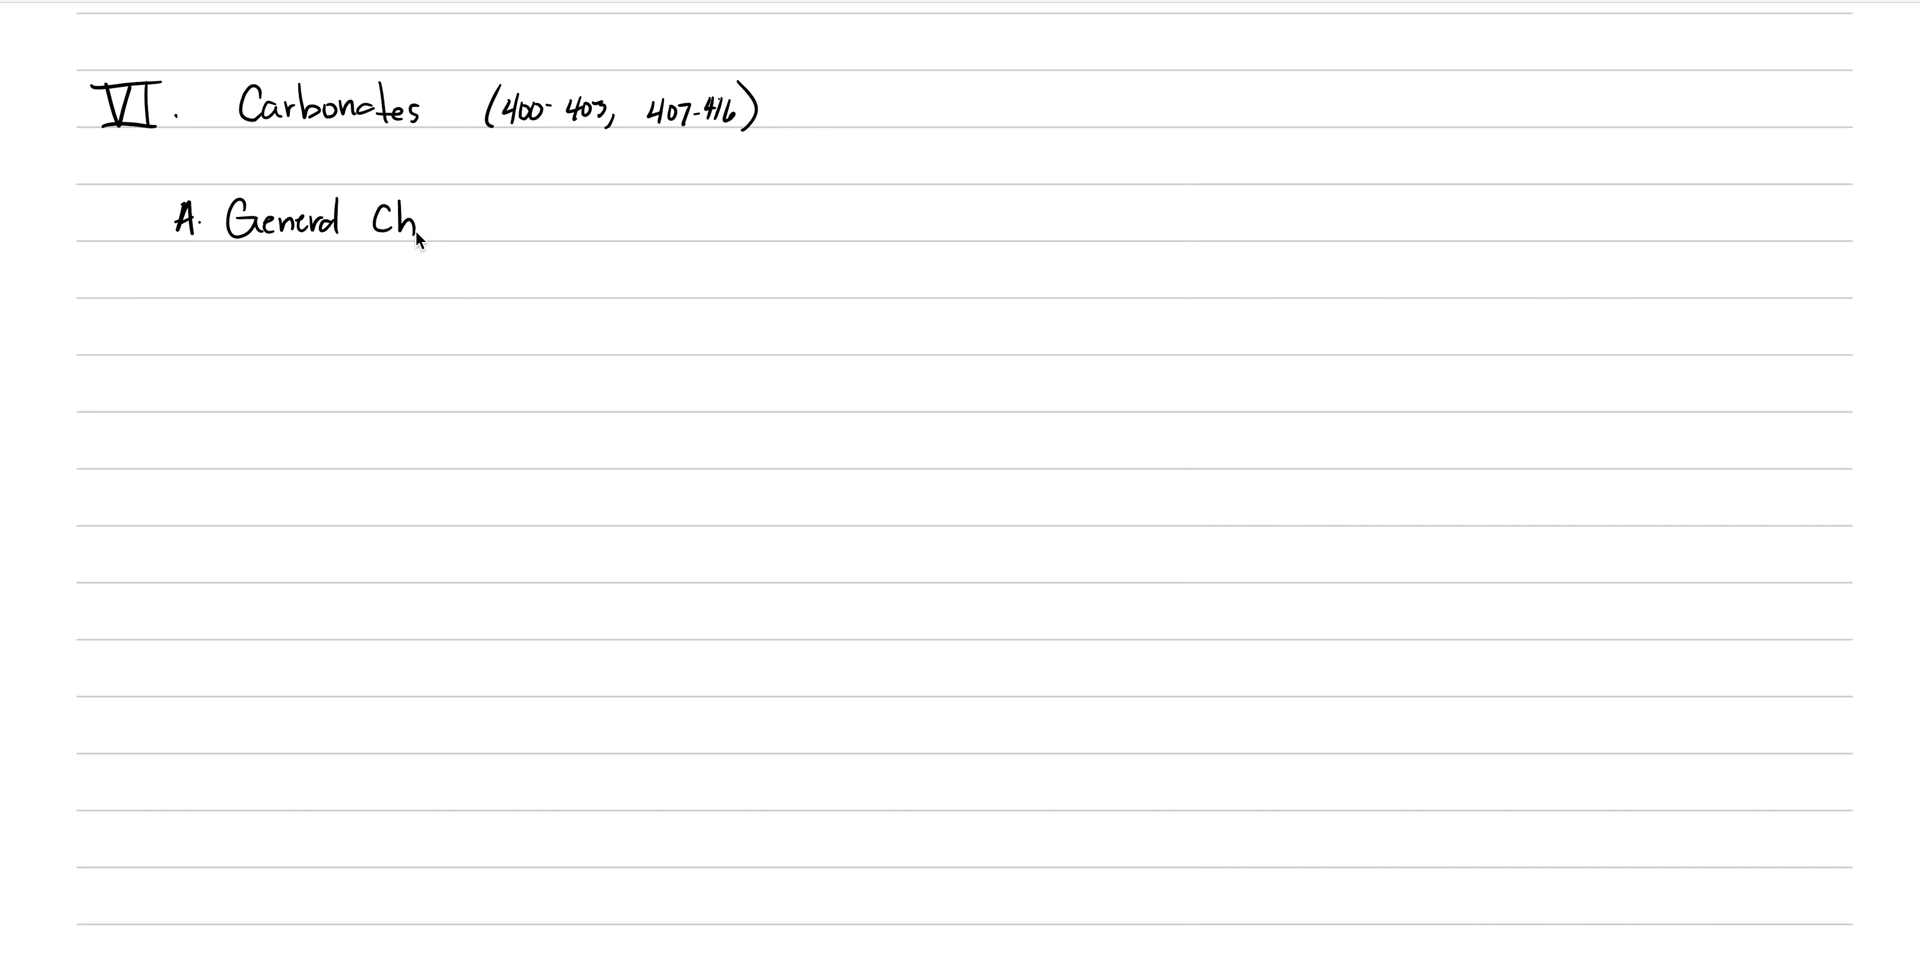 VI. Carbonates (400-403, 407-416)
A. General Ch